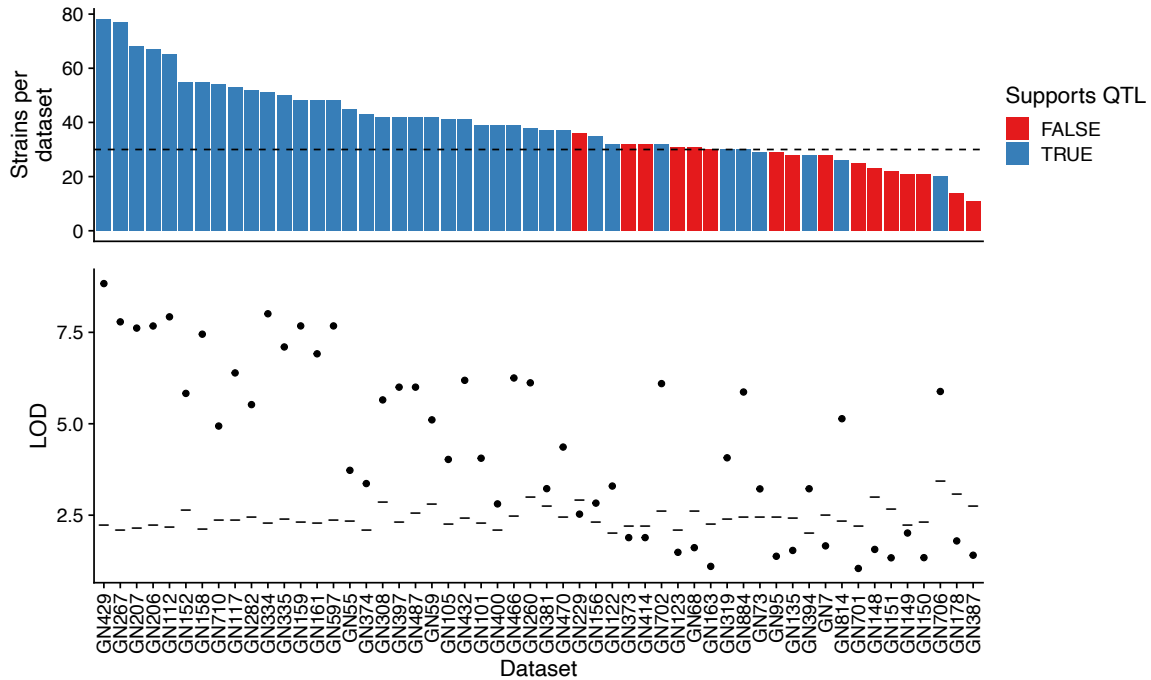 Strains per
dataset
80
60
40
20
0
Supports QTL
FALSE
TRUE
LOD
7.5
5.0
2.5
GN429
GN267
GN207
GN206
GN112
GN152
GN158
GN710
GN117
GN282
GN334
GN335
GN159
GN161
GN597
GN55
GN374
GN308
GN397
GN487
GN59
GN105
GN432
GN101
GN400
GN466
GN260
GN381
GN470
GN229
GN156
GN122
GN373
GN414
GN702
GN123
GN68
GN163
GN319
GN884
GN73
GN95
GN135
GN394
GN7
GN814
GN701
GN148
GN151
GN149
GN150
GN706
GN178
GN387
Dataset